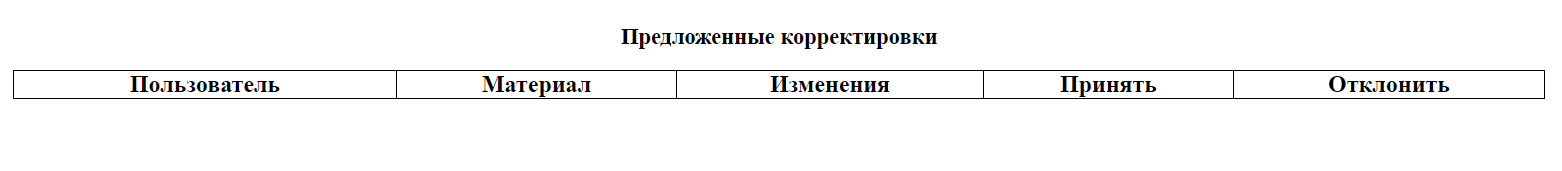 Предложенные корректировки
Пользователь Материал Изменения Принять Отклонить